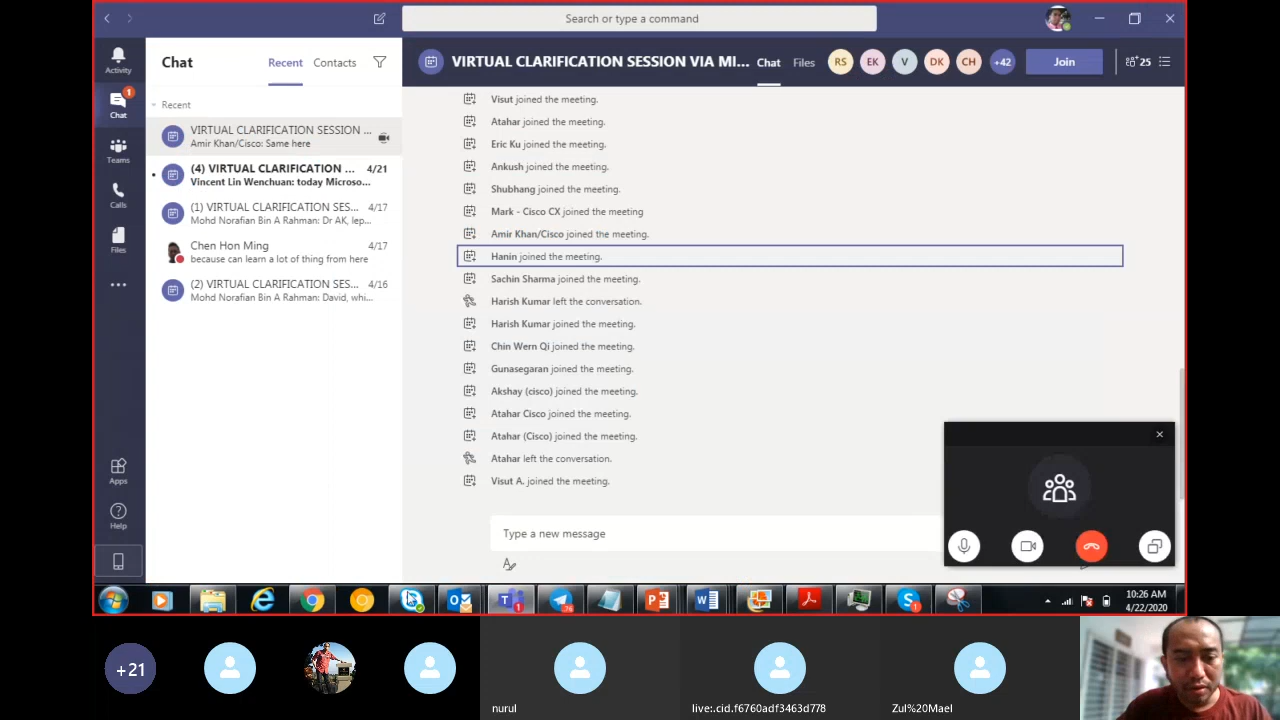 Search or type a command
Activity
Chat
Recent
Contacts
VIRTUAL CLARIFICATION SESSION VIA MI...
Chat
Files
RS
EK
V
DK
CH
+42
Join
25
1
Chat
Teams
Calls
Files
Apps
Help
Recent
VIRTUAL CLARIFICATION SESSION ...
Amir Khan/Cisco: Same here
(4) VIRTUAL CLARIFICATION ...
4/21
Vincent Lin Wenchuan: today Microso...
(1) VIRTUAL CLARIFICATION SES...
4/17
Mohd Norafian Bin A Rahman: Dr AK, lep...
Chen Hon Ming
4/17
because can learn a lot of thing from here
(2) VIRTUAL CLARIFICATION SES...
4/16
Mohd Norafian Bin A Rahman: David, whi...
Visut joined the meeting.
Atahar joined the meeting.
Eric Ku joined the meeting.
Ankush joined the meeting.
Shubhang joined the meeting.
Mark - Cisco CX joined the meeting
Amir Khan/Cisco joined the meeting.
Hanin joined the meeting.
Sachin Sharma joined the meeting.
Harish Kumar left the conversation.
Harish Kumar joined the meeting.
Chin Wern Qi joined the meeting.
Gunasegaran joined the meeting.
Akshay (cisco) joined the meeting.
Atahar Cisco joined the meeting.
Atahar (Cisco) joined the meeting.
Atahar left the conversation.
Visut A. joined the meeting.
Type a new message
10:26 AM
4/22/2020
+21
nurul
live:.cid.f6760adf3463d778
Zul%20Mael